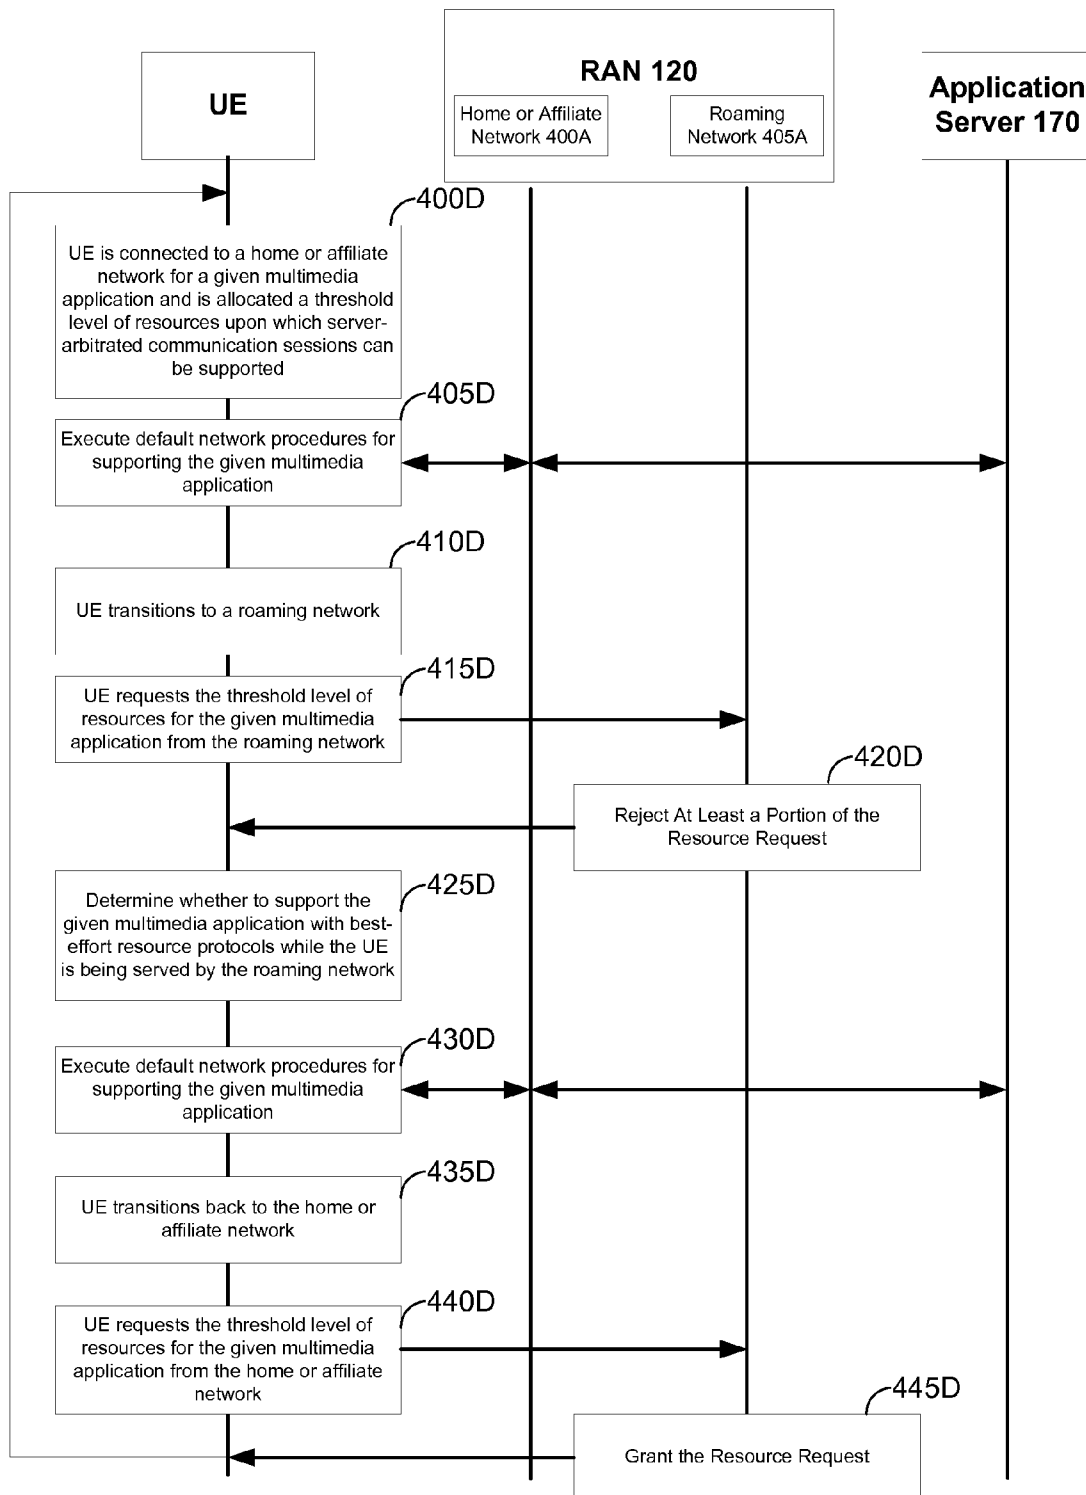 UE
RAN 120
Home or Affiliate
Network 400A
Roaming
Network 405A
Application
Server 170
400D
UE is connected to a home or affiliate
network for a given multimedia
application and is allocated a threshold
level of resources upon which server-
arbitrated communication sessions can
be supported
405D
Execute default network procedures for
supporting the given multimedia
application
410D
UE transitions to a roaming network
415D
UE requests the threshold level of
resources for the given multimedia
application from the roaming network
420D
Reject At Least a Portion of the
Resource Request
425D
Determine whether to support the
given multimedia application with best-
effort resource protocols while the UE
is being served by the roaming network
430D
Execute default network procedures for
supporting the given multimedia
application
435D
UE transitions back to the home or
affiliate network
440D
UE requests the threshold level of
resources for the given multimedia
application from the home or affiliate
network
445D
Grant the Resource Request